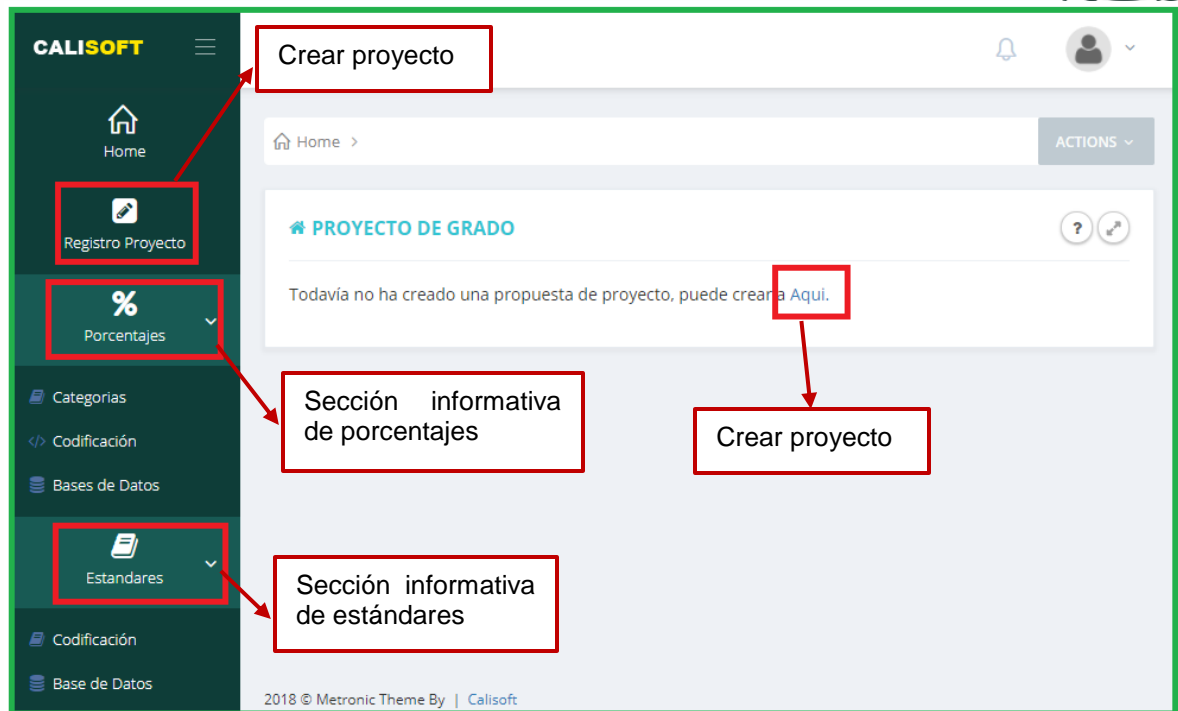 CALISOFT
Crear proyecto
Home
Home >
ACTIONS
Registro Proyecto
PROYECTO DE GRADO
?
Todavía no ha creado una propuesta de proyecto, puede crear a Aqui.
%
Porcentajes
Categorias
Codificación
Bases de Datos
Sección informativa
de porcentajes
Crear proyecto
Estandares
Sección informativa
de estándares
Codificación
Base de Datos
2018 © Metronic Theme By | Calisoft